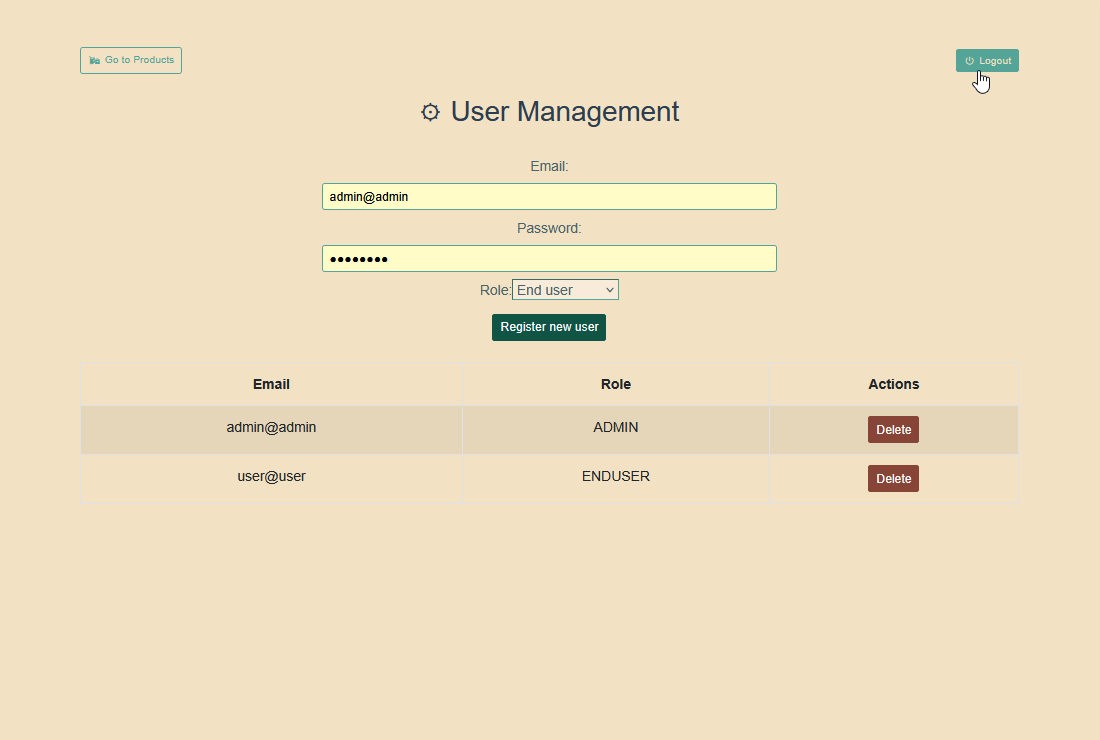 Go to Products
Logout
User Management
Email:
admin@admin
Password:
●●●●●●●●
Role: End user
Register new user
Email Role Actions
admin@admin ADMIN Delete
user@user ENDUSER Delete